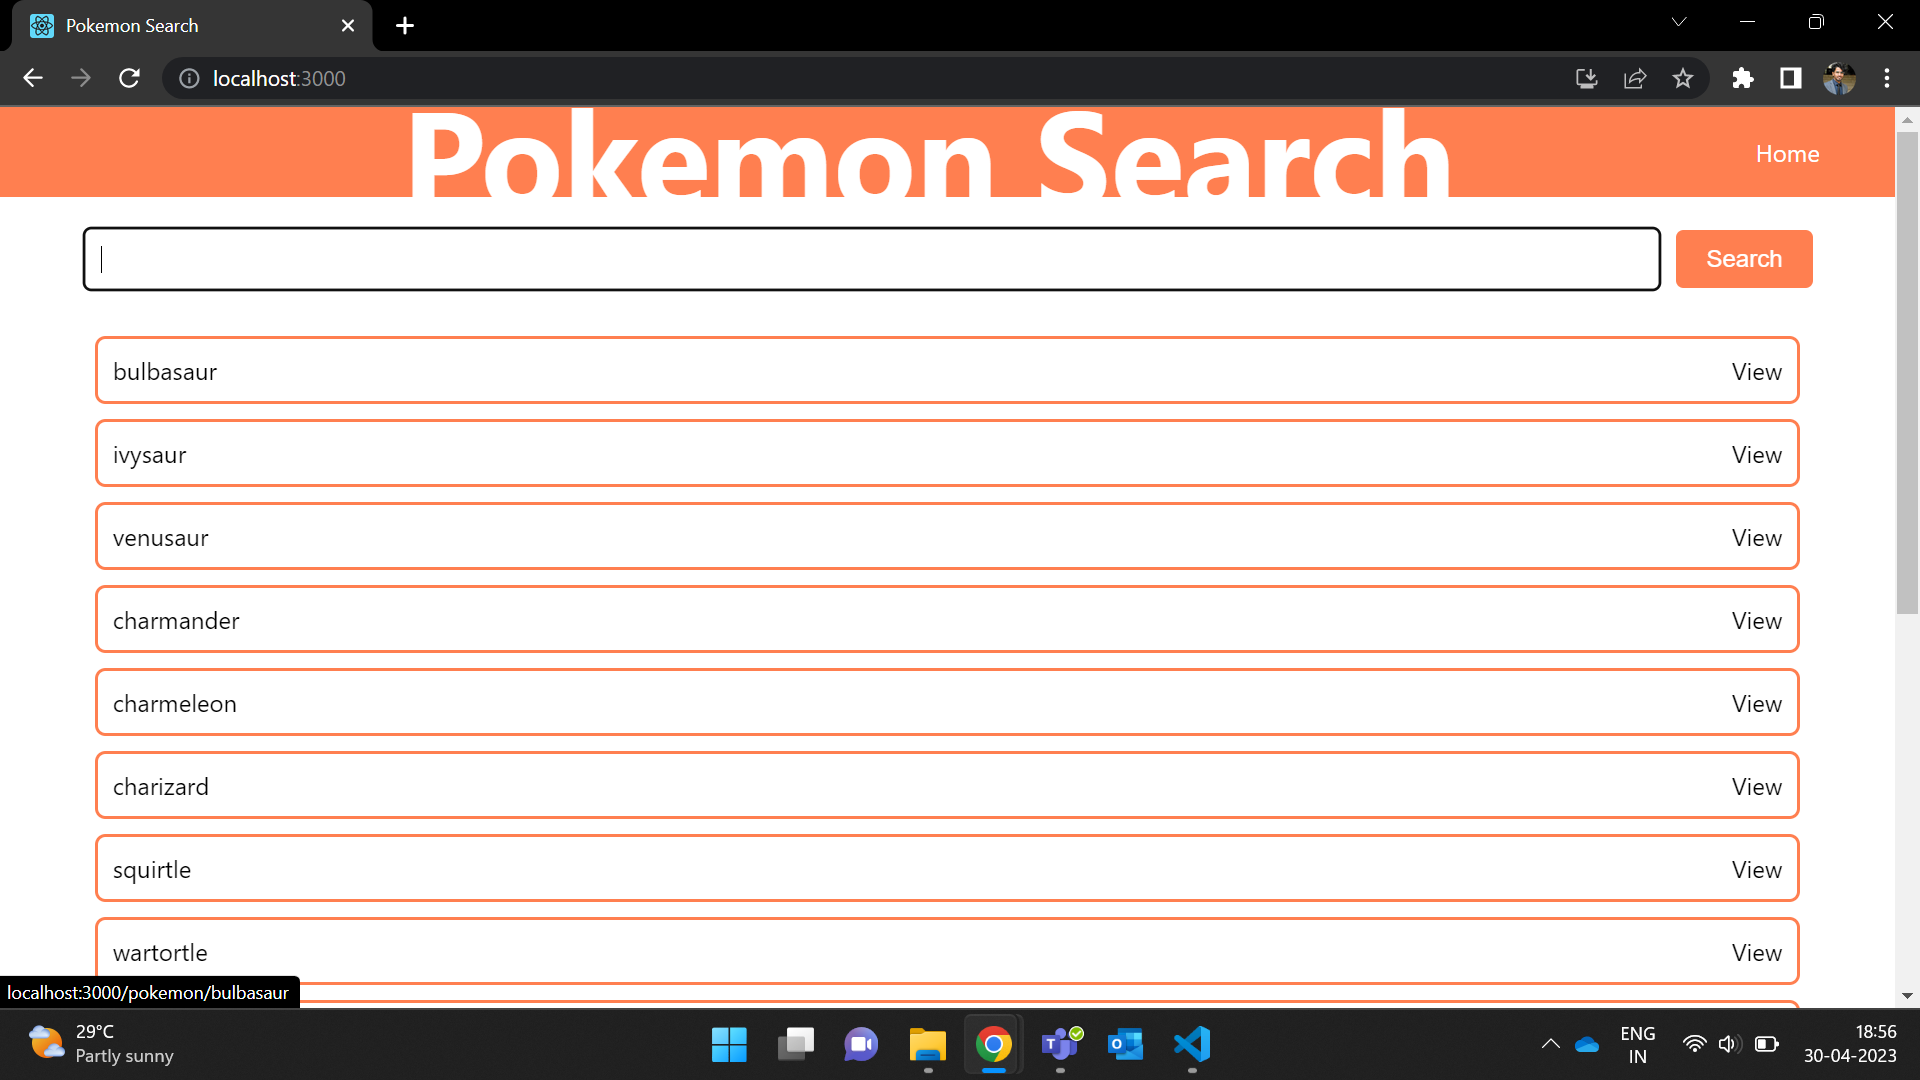 Pokemon Search
localhost:3000
Pokemon Search
Home
Search
bulbasaur View
ivysaur View
venusaur View
charmander View
charmeleon View
charizard View
squirtle View
wartortle View
localhost:3000/pokemon/bulbasaur
29°C
Partly sunny
ENG
IN
18:56
30-04-2023